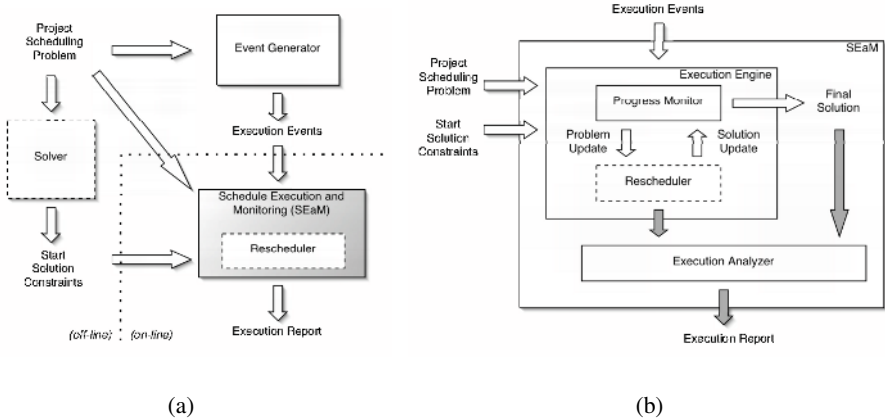 Project
Scheduling
Problem
Event Generator
Execution Events
Solver
Schedule Execution and
Monitoring (SEaM)
Rescheduler
Start
Solution
Constraints
(off-line)
(on-line)
Execution Report
(a)
Execution Events
SEaM
Project
Scheduling
Problem
Execution Engine
Progress Monitor
Final
Solution
Start
Solution
Constraints
Problem
Update
Solution
Update
Rescheduler
Execution Analyzer
Execution Report
(b)